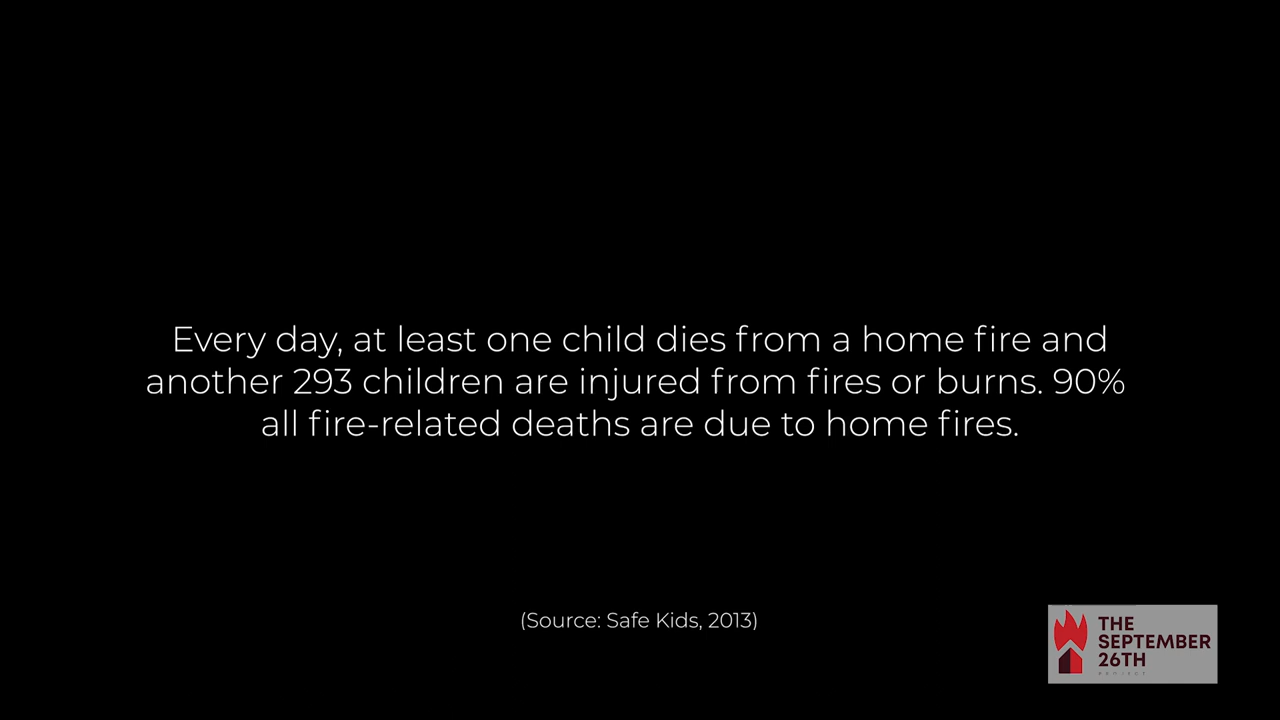 Every day, at least one child dies from a home fire and
another 293 children are injured from fires or burns. 90%
all fire-related deaths are due to home fires.
(Source: Safe Kids, 2013)
THE
SEPTEMBER
26TH
PROJECT